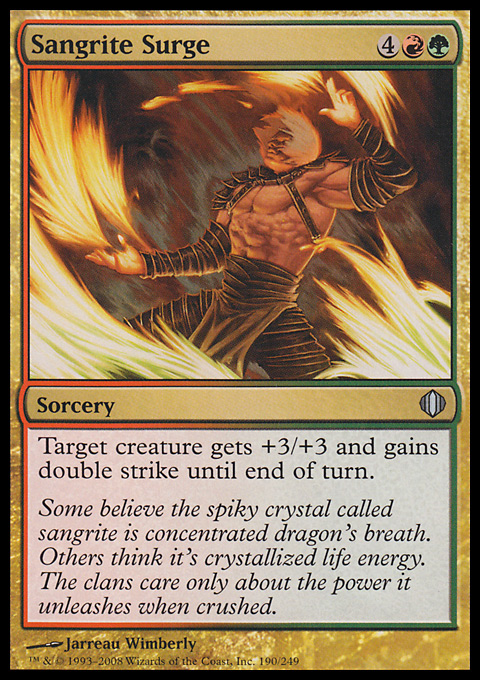 Sangrite Surge 4
Sorcery
Target creature gets +3/+3 and gains
double strike until end of turn.
Some believe the spiky crystal called
sangrite is concentrated dragon's breath.
Others think it's crystallized life energy.
The clans care only about the power it
unleashes when crushed.
Jarreau Wimberly
™ & © 1993–2008 Wizards of the Coast, Inc. 190/249